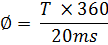 Ø = T × 360 / 20ms